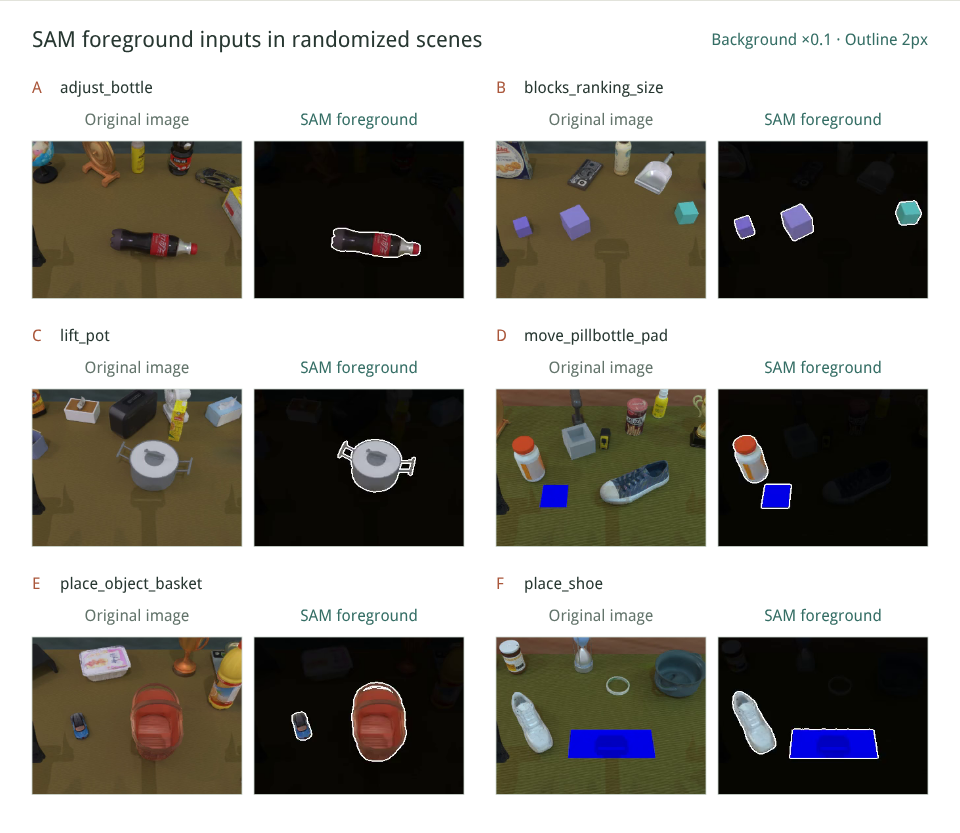 SAM foreground inputs in randomized scenes
Background ×0.1 · Outline 2px
A adjust_bottle
Original image SAM foreground
B blocks_ranking_size
Original image SAM foreground
C lift_pot
Original image SAM foreground
D move_pillbottle_pad
Original image SAM foreground
E place_object_basket
Original image SAM foreground
F place_shoe
Original image SAM foreground